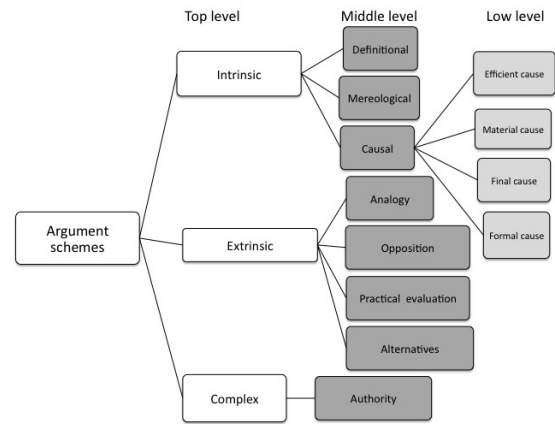 Top level
Middle level
Low level
Argument
schemes
Intrinsic
Definitional
Mereological
Causal
Efficient cause
Material cause
Final cause
Formal cause
Extrinsic
Analogy
Opposition
Practical evaluation
Alternatives
Complex
Authority